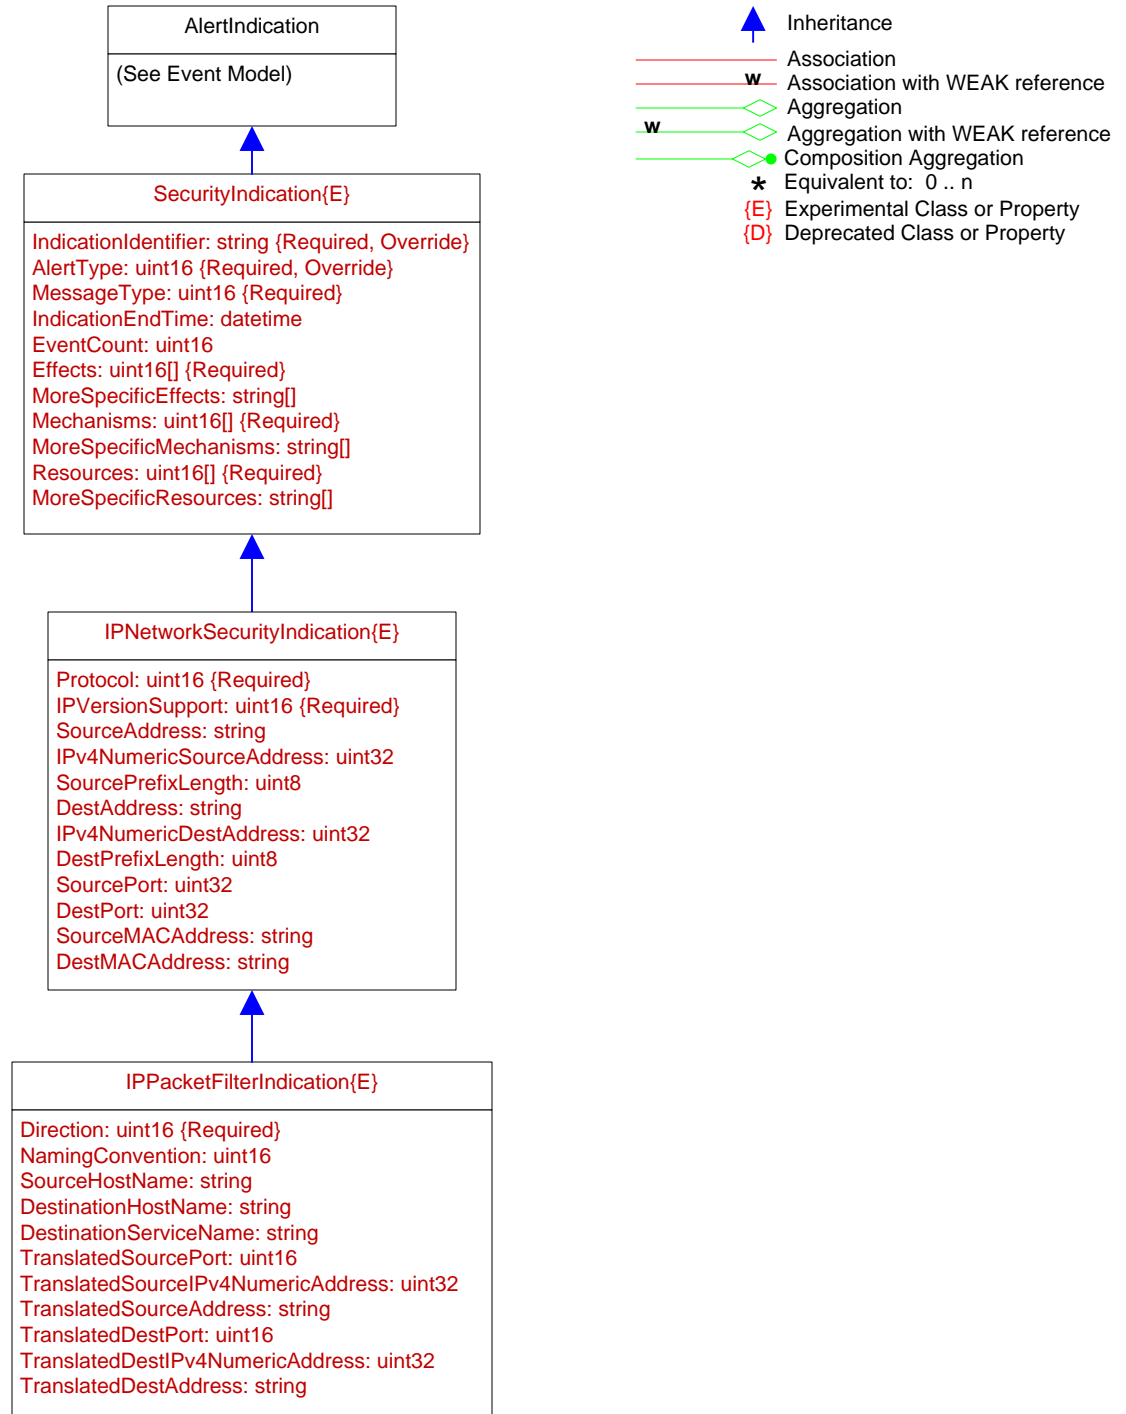 AlertIndication
(See Event Model)
SecurityIndication{E}
IndicationIdentifier: string {Required, Override}
AlertType: uint16 {Required, Override}
MessageType: uint16 {Required}
IndicationEndTime: datetime
EventCount: uint16
Effects: uint16[] {Required}
MoreSpecificEffects: string[]
Mechanisms: uint16[] {Required}
MoreSpecificMechanisms: string[]
Resources: uint16[] {Required}
MoreSpecificResources: string[]
IPNetworkSecurityIndication{E}
Protocol: uint16 {Required}
IPVersionSupport: uint16 {Required}
SourceAddress: string
IPv4NumericSourceAddress: uint32
SourcePrefixLength: uint8
DestAddress: string
IPv4NumericDestAddress: uint32
DestPrefixLength: uint8
SourcePort: uint32
DestPort: uint32
SourceMACAddress: string
DestMACAddress: string
IPPacketFilterIndication{E}
Direction: uint16 {Required}
NamingConvention: uint16
SourceHostName: string
DestinationHostName: string
DestinationServiceName: string
TranslatedSourcePort: uint16
TranslatedSourceIPv4NumericAddress: uint32
TranslatedSourceAddress: string
TranslatedDestPort: uint16
TranslatedDestIPv4NumericAddress: uint32
TranslatedDestAddress: string
Inheritance
Association
w Association with WEAK reference
Aggregation
w Aggregation with WEAK reference
Composition Aggregation
* Equivalent to: 0 .. n
{E} Experimental Class or Property
{D} Deprecated Class or Property